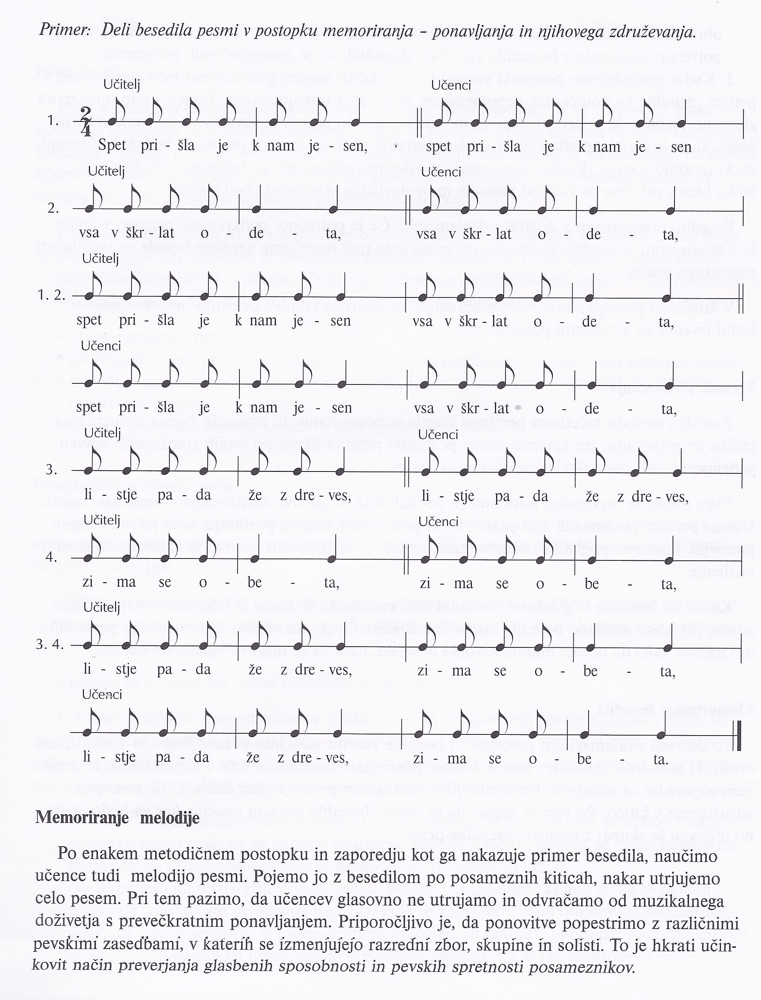 Primer: Deli besedila pesmi v postopku memoriranja – ponavljanja in njihovega združevanja.
Učitelj Učenci
1. 2 4
Spet pri - šla je k nam je - sen, spet pri - šla je k nam je - sen
Učitelj Učenci
2.
vsa v škr - lat o - de - ta, vsa v škr - lat o - de - ta,
Učitelj
1. 2.
spet pri - šla je k nam je - sen vsa v škr - lat o - de - ta,
Učenci
spet pri - šla je k nam je - sen vsa v škr - lat o - de - ta,
Učitelj Učenci
3.
li - stje pa - da že z dre - ves, li - stje pa - da že z dre - ves,
Učitelj Učenci
4.
zi - ma se o - be - ta, zi - ma se o - be - ta,
Učitelj
3. 4.
li - stje pa - da že z dre - ves, zi - ma se o - be - ta,
Učenci
li - stje pa - da že z dre - ves, zi - ma se o - be - ta.
Memoriranje melodije
Po enakem metodičnem postopku in zaporedju kot ga nakazuje primer besedila, naučimo
učence tudi melodijo pesmi. Pojemo jo z besedilom po posameznih kiticah, nakar utrjujemo
celo pesem. Pri tem pazimo, da učencev glasovno ne utrujamo in odvračamo od muzikalnega
doživetja s prevečkratnim ponavljanjem. Priporočljivo je, da ponovitve popestrimo z različnimi
pevskimi zasedbami, v katerih se izmenjujejo razredni zbor, skupine in solisti. To je hkrati učin-
kovit način preverjanja glasbenih sposobnosti in pevskih spretnosti posameznikov.